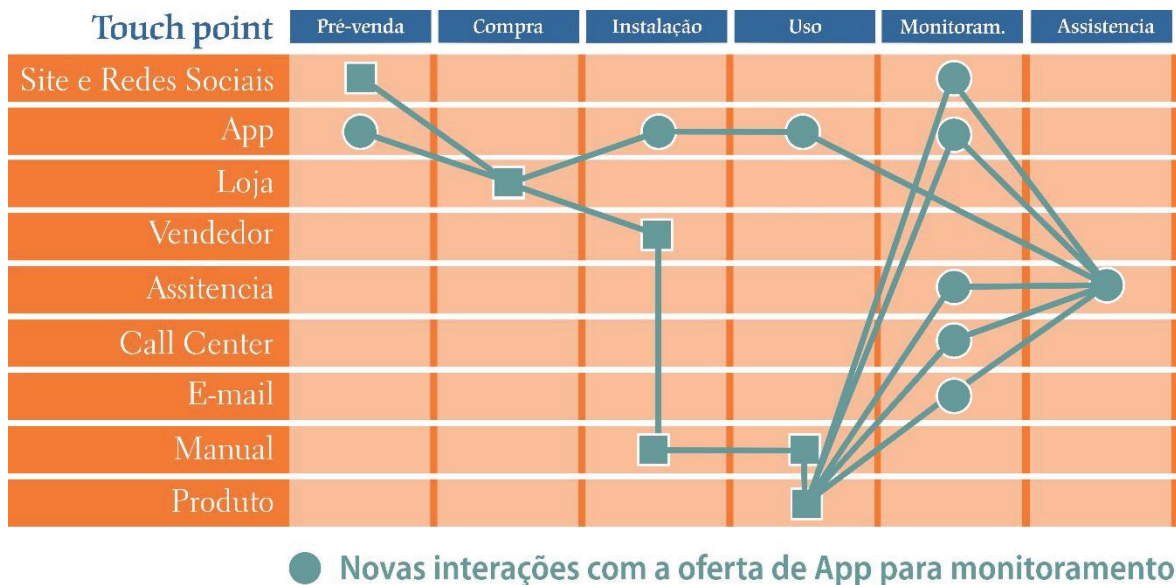 Touch point Pré-venda Compra Instalação Uso Monitoram. Assistencia
Site e Redes Sociais
App
Loja
Vendedor
Assitencia
Call Center
E-mail
Manual
Produto
Novas interações com a oferta de App para monitoramento